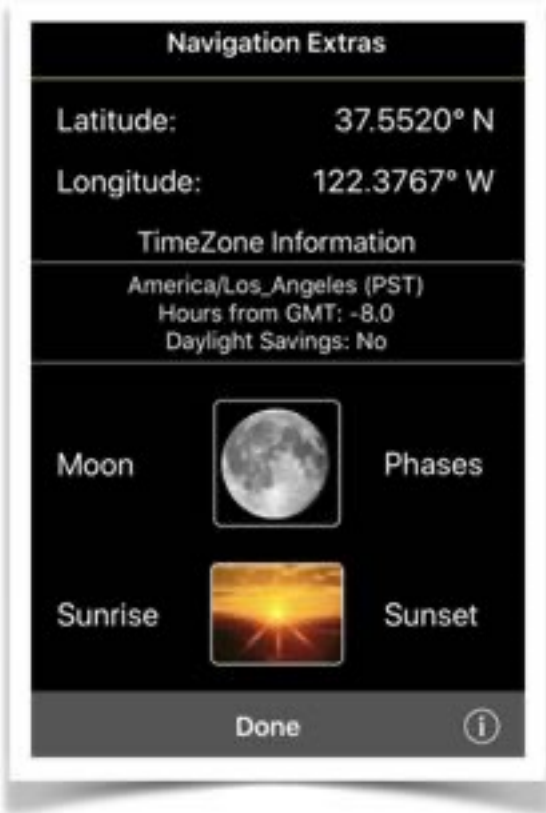 Navigation Extras
Latitude: 37.5520° N
Longitude: 122.3767° W
TimeZone Information
America/Los_Angeles (PST)
Hours from GMT: -8.0
Daylight Savings: No
Moon Phases
Sunrise Sunset
Done